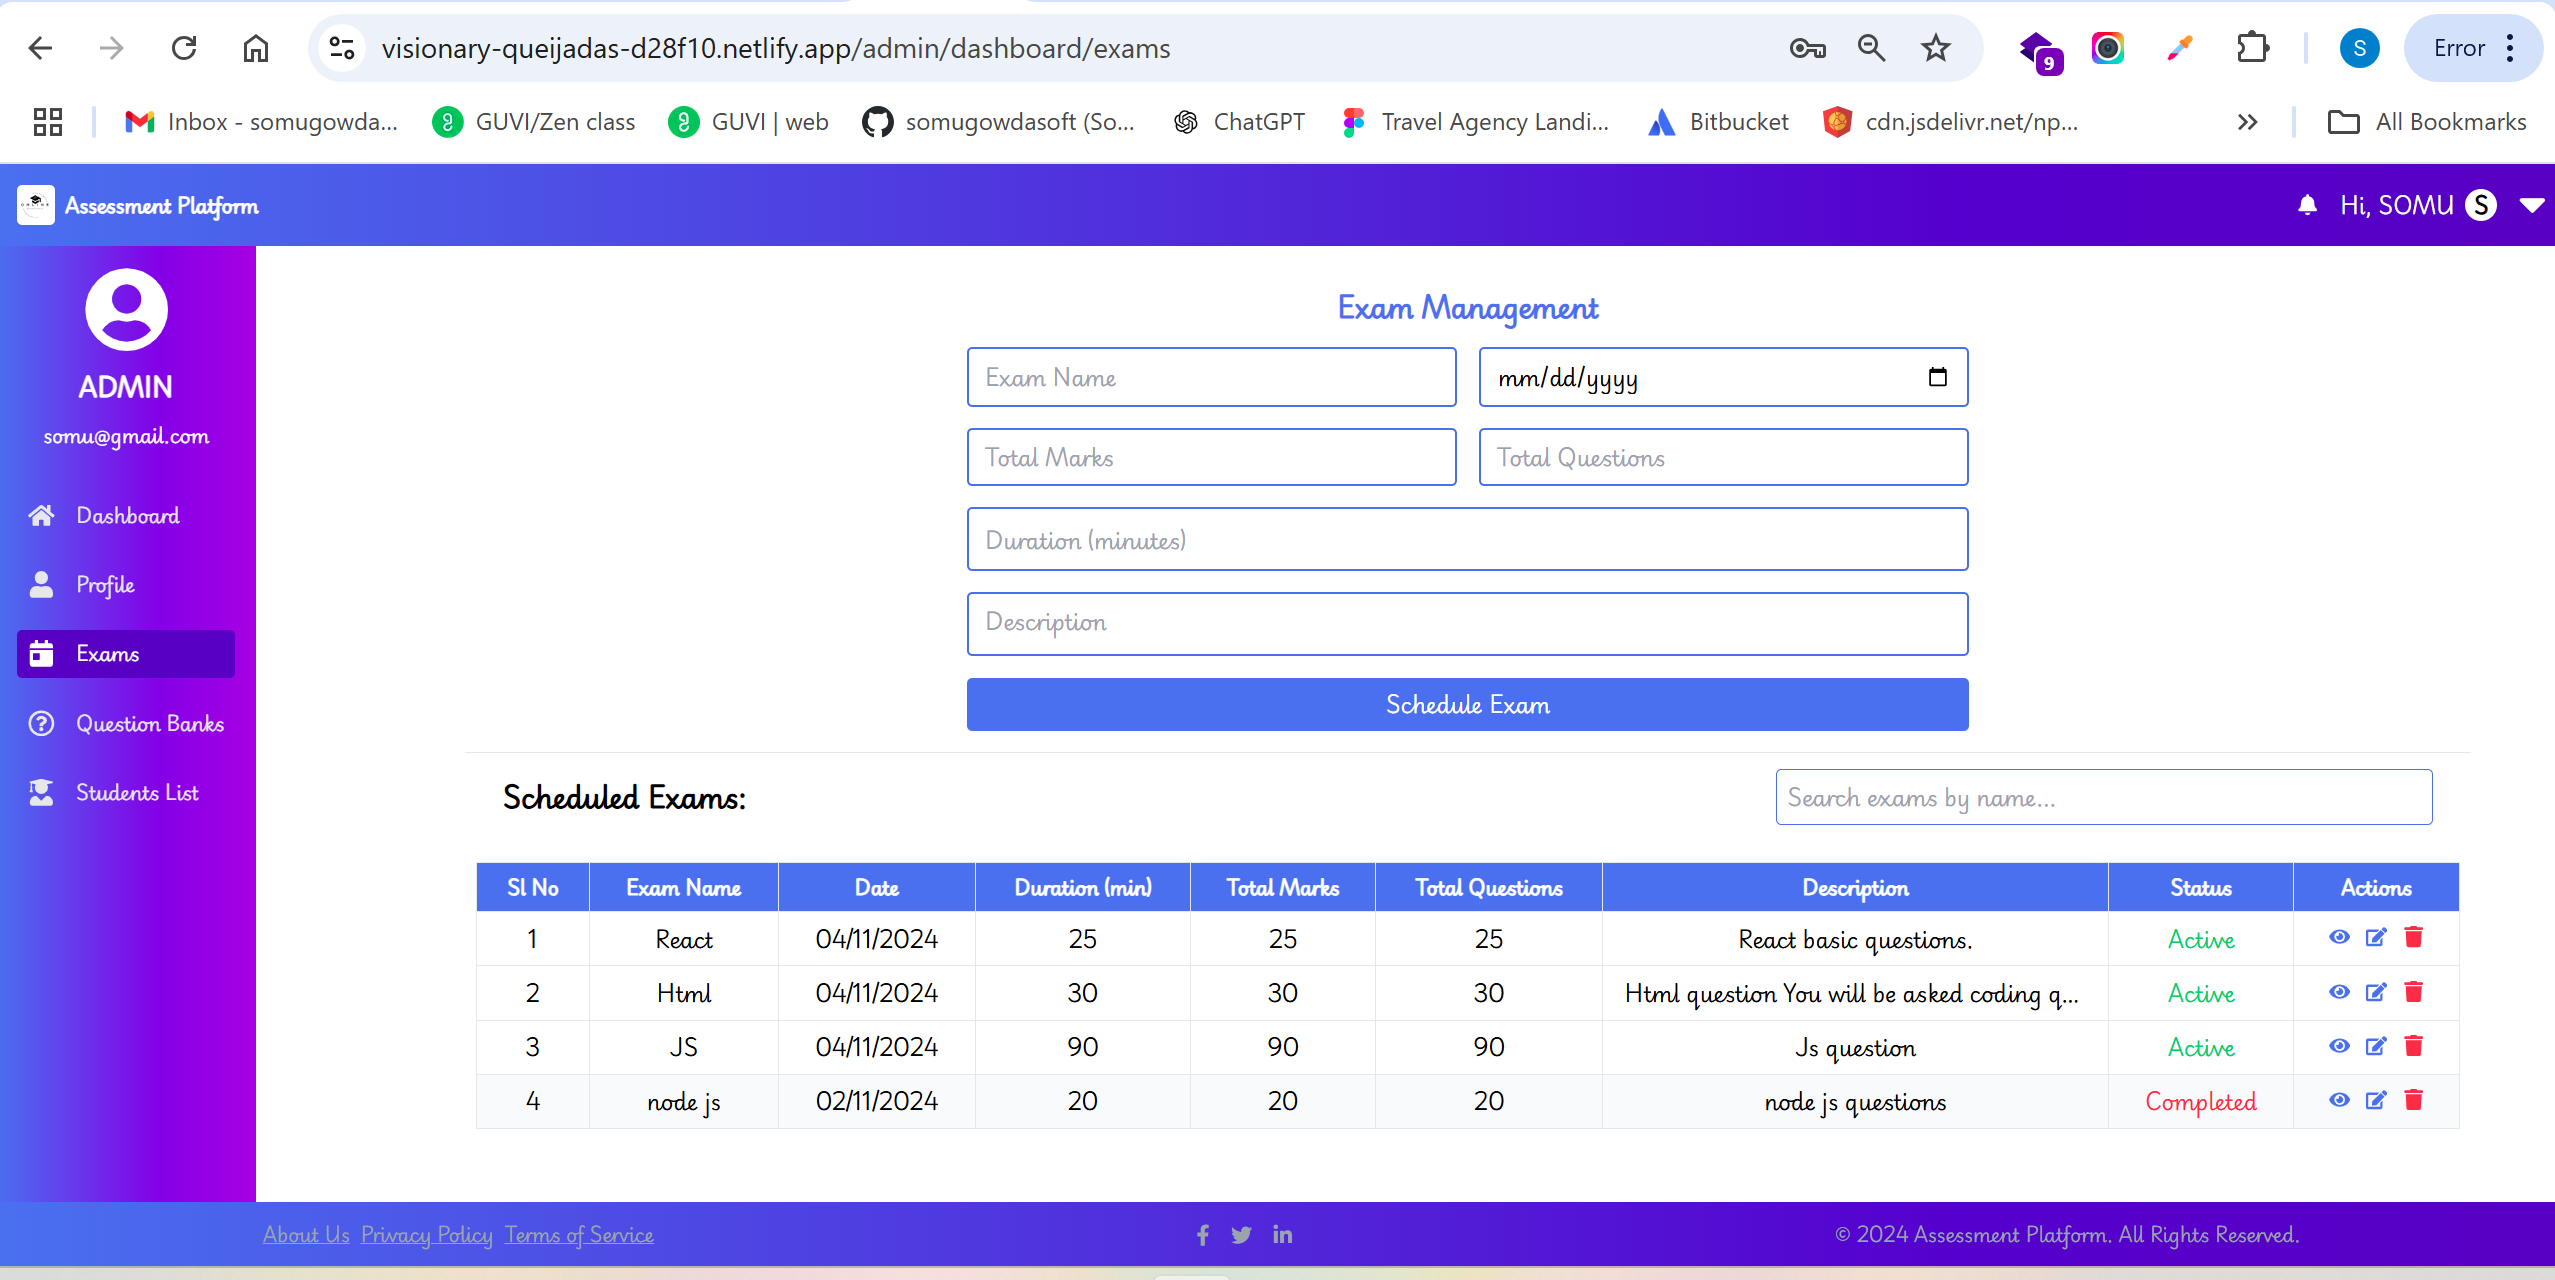 visionary-queijadas-d28f10.netlify.app/admin/dashboard/exams
9
S
Error
Inbox - somugowda...
GUVI/Zen class
GUVI | web
somugowdasoft (So...
ChatGPT
Travel Agency Landi...
Bitbucket
cdn.jsdelivr.net/np...
All Bookmarks
Assessment Platform
Hi, SOMU S
ADMIN
somu@gmail.com
Dashboard
Profile
Exams
Question Banks
Students List
Exam Management
Exam Name
mm/dd/yyyy
Total Marks
Total Questions
Duration (minutes)
Description
Schedule Exam
Scheduled Exams:
Search exams by name...
Sl No Exam Name Date Duration (min) Total Marks Total Questions Description Status Actions
1 React 04/11/2024 25 25 25 React basic questions. Active
2 Html 04/11/2024 30 30 30 Html question You will be asked coding q... Active
3 JS 04/11/2024 90 90 90 Js question Active
4 node js 02/11/2024 20 20 20 node js questions Completed
About Us Privacy Policy Terms of Service
© 2024 Assessment Platform. All Rights Reserved.